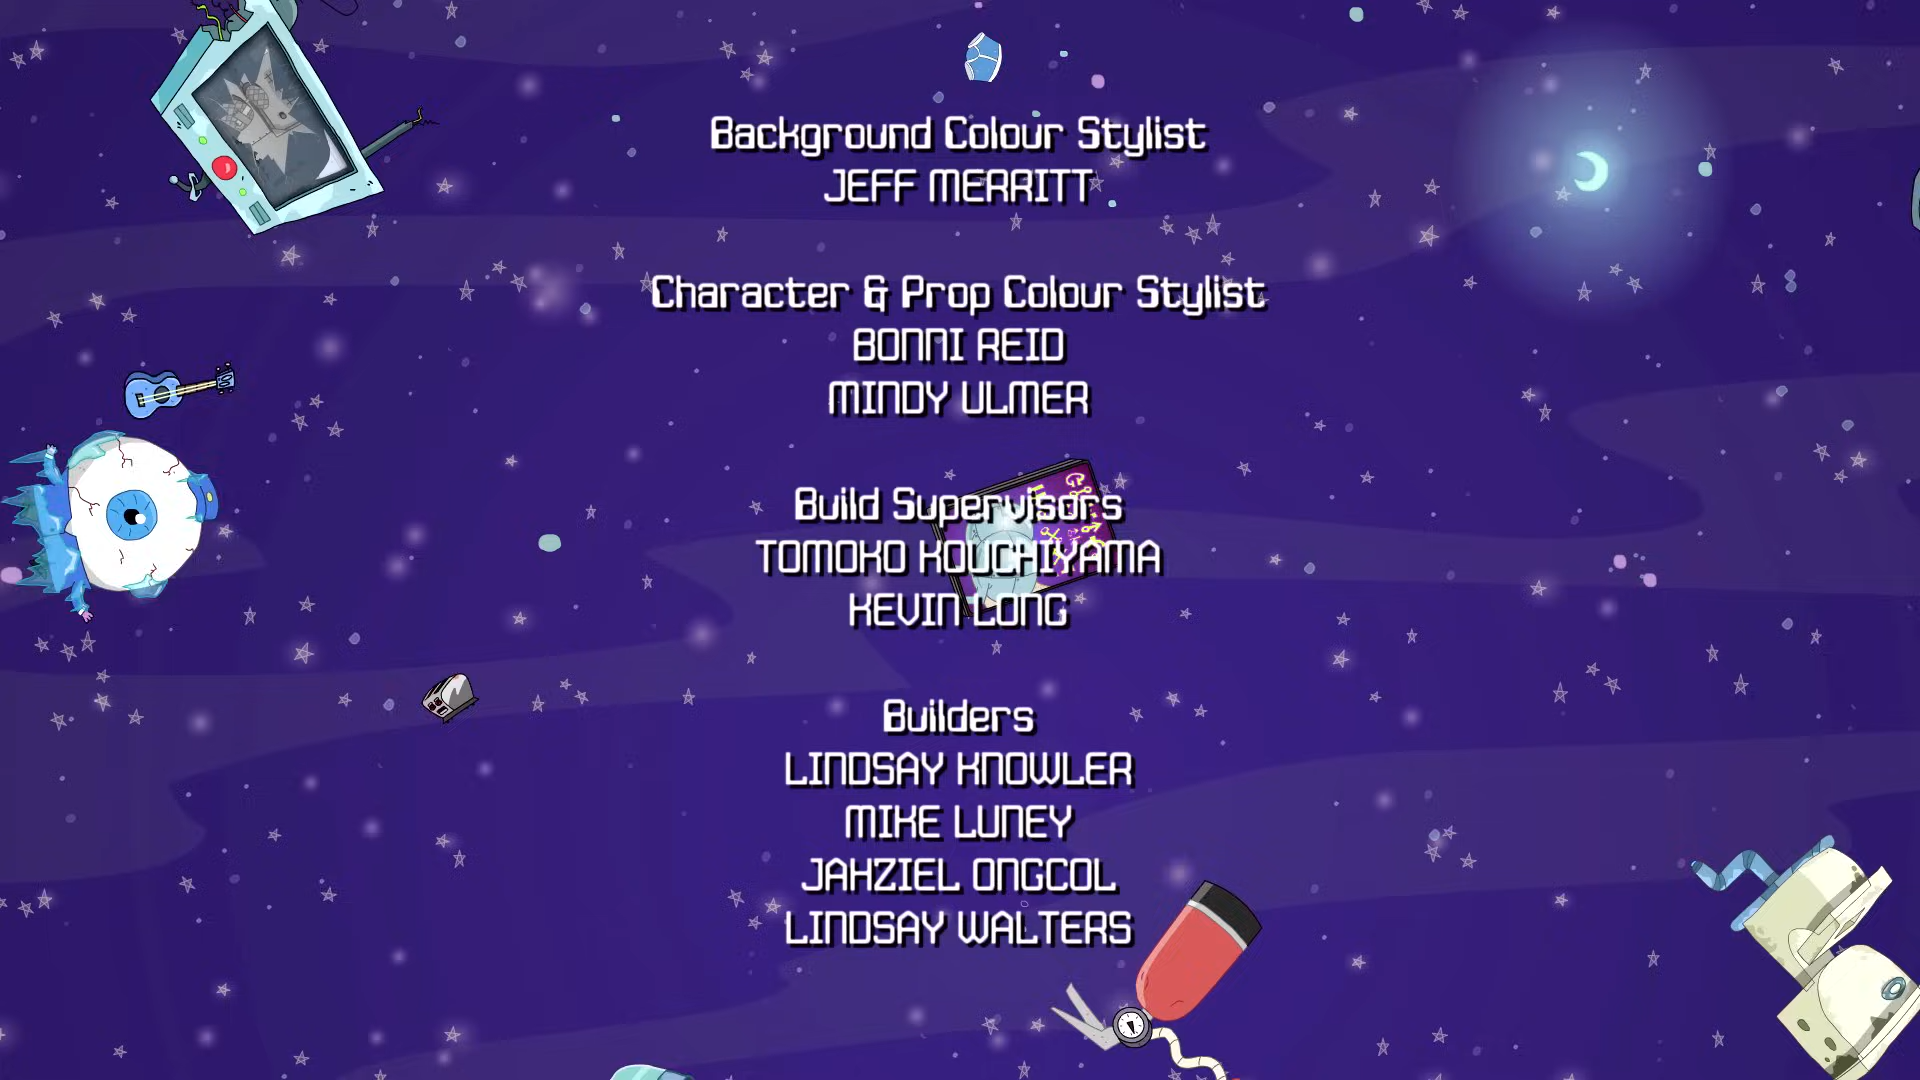 Background Colour Stylist
JEFF MERRITT
Character & Prop Colour Stylist
BONNI REID
MINDY ULMER
Build Supervisors
TOMOKO KOUCHIYAMA
KEVIN LONG
Builders
LINDSAY KNOWLER
MIKE LUNEY
JAHZIEL ONGCOL
LINDSAY WALTERS